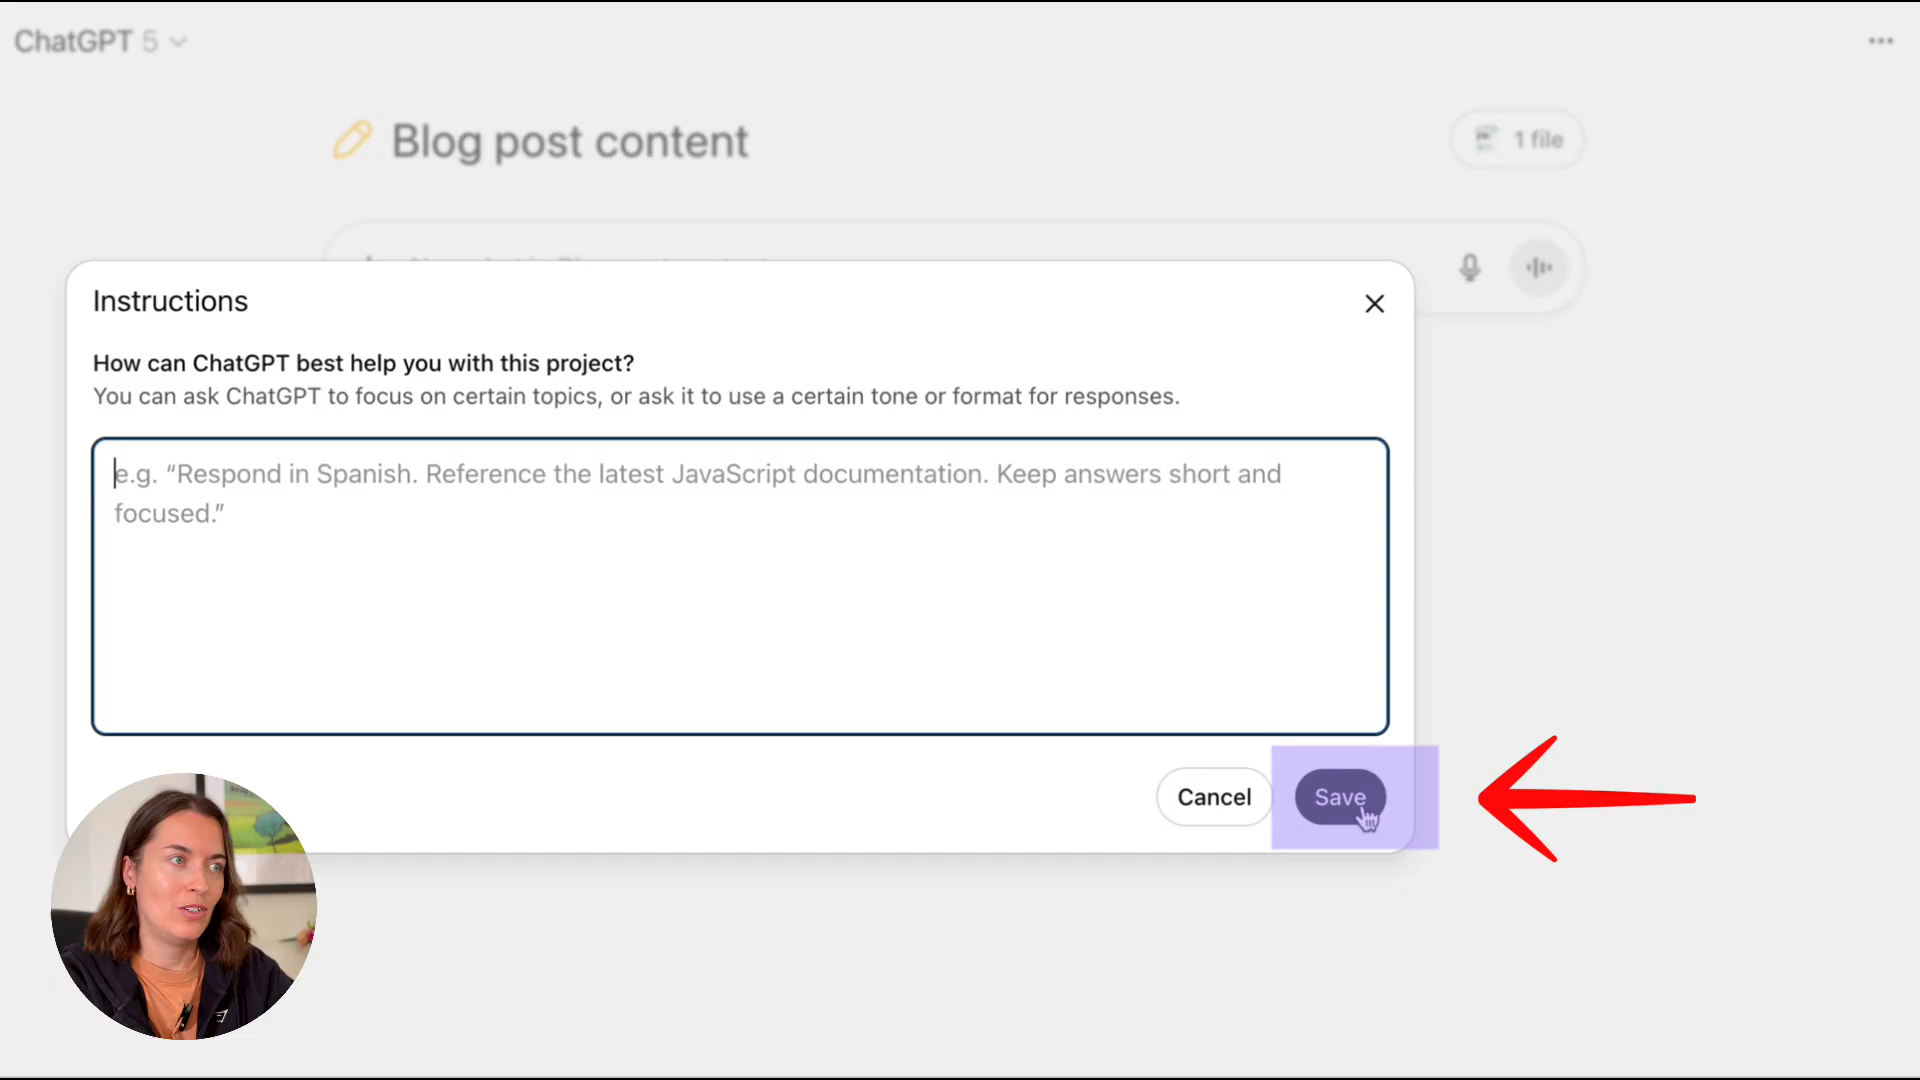 ChatGPT 5
Blog post content
1 file
Instructions
How can ChatGPT best help you with this project?
You can ask ChatGPT to focus on certain topics, or ask it to use a certain tone or format for responses.
e.g. “Respond in Spanish. Reference the latest JavaScript documentation. Keep answers short and
focused.”
Cancel
Save